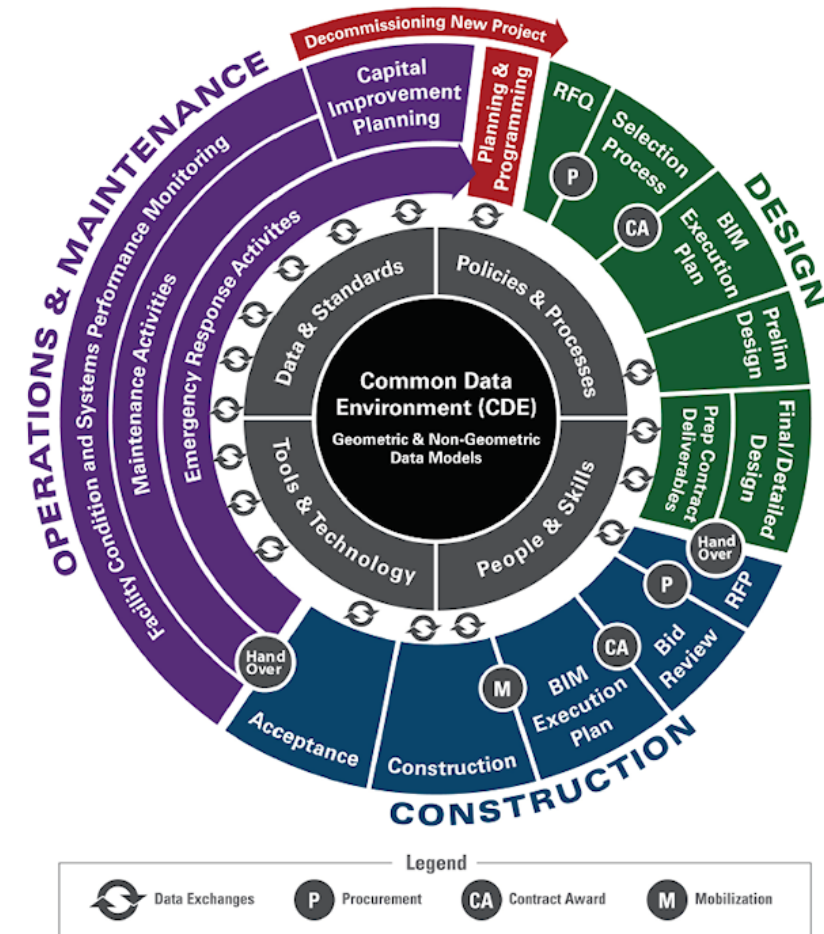 Decommissioning New Project
OPERATIONS & MAINTENANCE
Capital
Improvement
Planning
Facility Condition and Systems Performance Monitoring
Maintenance Activities
Emergency Response Activites
Planning &
Programming
DESIGN
RFQ
P
Selection
Process
CA
BIM
Execution
Plan
Prelim
Design
Final/Detailed
Design
Prep Contract
Deliverables
Hand
Over
CONSTRUCTION
RFP
P
Bid
Review
CA
BIM
Execution
Plan
M
Construction
Acceptance
Hand
Over
Data & Standards
Policies & Processes
People & Skills
Tools & Technology
Common Data
Environment (CDE)
Geometric & Non-Geometric
Data Models
Legend
Data Exchanges
P Procurement
CA Contract Award
M Mobilization